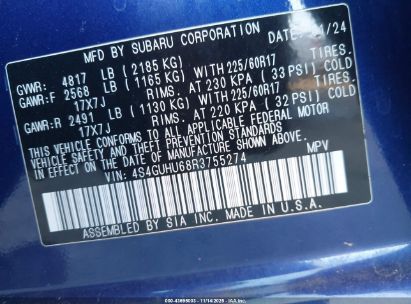 MFD BY SUBARU CORPORATION DATE: 1/24
GVWR: 4817 LB (2185 KG)
GAWR:F 2568 LB (1165 KG) WITH 225/60R17 TIRES.
17X7J RIMS. AT 230 KPA (33 PSI) COLD
GAWR:R 2491 LB (1130 KG) WITH 225/60R17 TIRES.
17X7J RIMS. AT 220 KPA (32 PSI) COLD
THIS VEHICLE CONFORMS TO ALL APPLICABLE FEDERAL MOTOR
VEHICLE SAFETY, BUMPER, AND THEFT PREVENTION
STANDARDS IN EFFECT ON THE DATE OF MANUFACTURE SHOWN ABOVE.
VIN: 4S4GUHU68R3755274 MPV
ASSEMBLED BY SIA INC. MADE IN U.S.A.